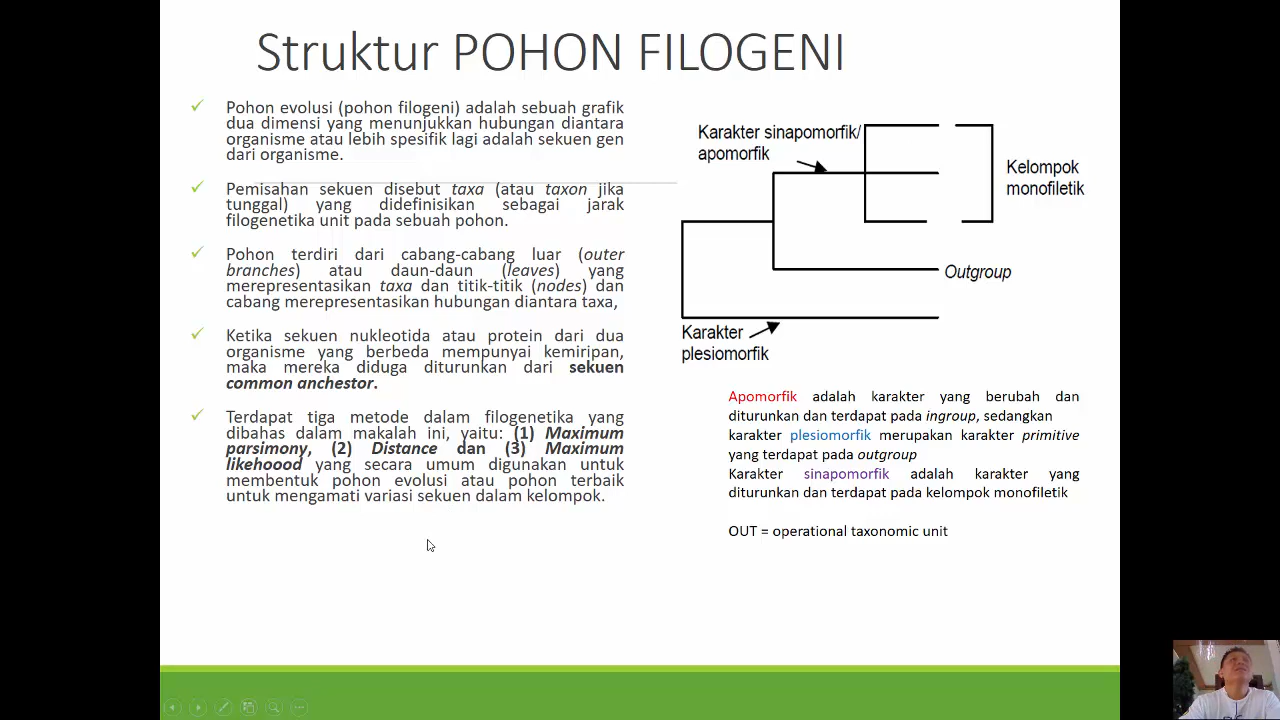 Struktur POHON FILOGENI
Pohon evolusi (pohon filogeni) adalah sebuah grafik
dua dimensi yang menunjukkan hubungan diantara
organisme atau lebih spesifik lagi adalah sekuen gen
dari organisme.
Pemisahan sekuen disebut taxa (atau taxon jika
tunggal) yang didefinisikan sebagai jarak
filogenetika unit pada sebuah pohon.
Pohon terdiri dari cabang-cabang luar (outer
branches) atau daun-daun (leaves) yang
merepresentasikan taxa dan titik-titik (nodes) dan
cabang merepresentasikan hubungan diantara taxa,
Ketika sekuen nukleotida atau protein dari dua
organisme yang berbeda mempunyai kemiripan,
maka mereka diduga diturunkan dari sekuen
common anchestor.
Terdapat tiga metode dalam filogenetika yang
dibahas dalam makalah ini, yaitu: (1) Maximum
parsimony, (2) Distance dan (3) Maximum
likehoood yang secara umum digunakan untuk
membentuk pohon evolusi atau pohon terbaik
untuk mengamati variasi sekuen dalam kelompok.
Karakter sinapomorfik/
apomorfik
Kelompok
monofiletik
Outgroup
Karakter
plesiomorfik
Apomorfik adalah karakter yang berubah dan
diturunkan dan terdapat pada ingroup, sedangkan
karakter plesiomorfik merupakan karakter primitive
yang terdapat pada outgroup
Karakter sinapomorfik adalah karakter yang
diturunkan dan terdapat pada kelompok monofiletik
OUT = operational taxonomic unit